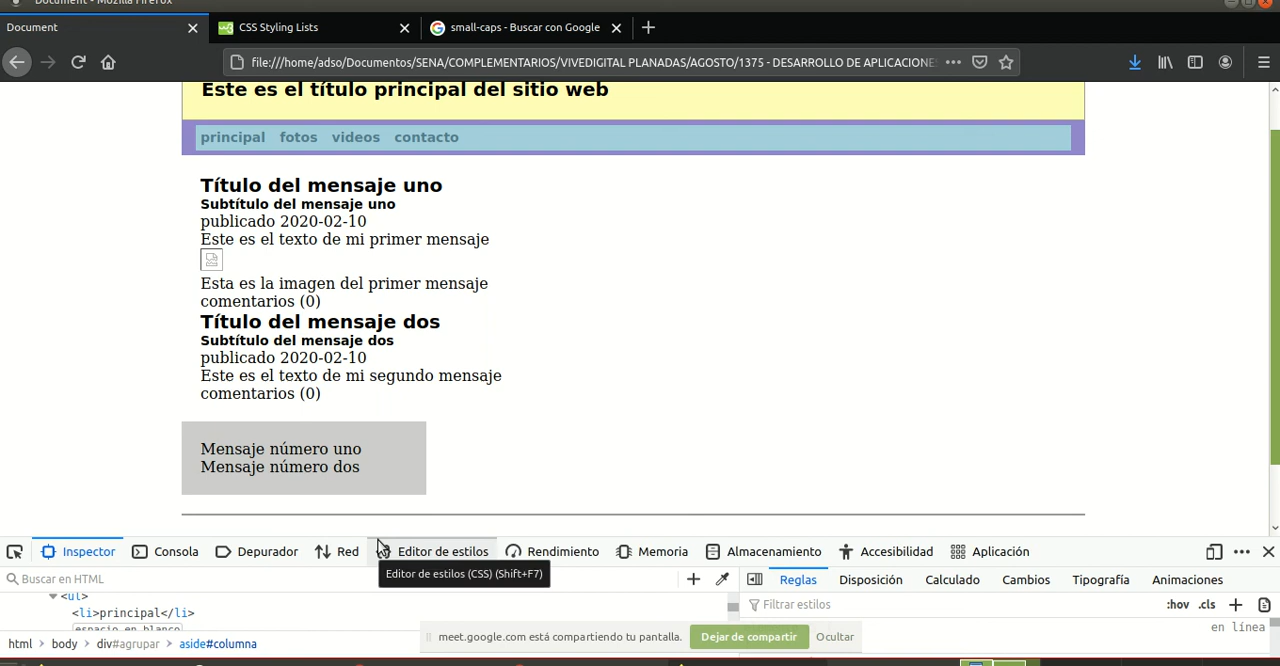 Document - Mozilla Firefox
Document CSS Styling Lists small-caps - Buscar con Google
file:///home/adso/Documentos/SENA/COMPLEMENTARIOS/VIVEDIGITAL PLANADAS/AGOSTO/1375 - DESARROLLO DE APLICACIONE
Este es el título principal del sitio web
principal fotos videos contacto
Título del mensaje uno
Subtítulo del mensaje uno
publicado 2020-02-10
Este es el texto de mi primer mensaje
Esta es la imagen del primer mensaje
comentarios (0)
Título del mensaje dos
Subtítulo del mensaje dos
publicado 2020-02-10
Este es el texto de mi segundo mensaje
comentarios (0)
Mensaje número uno
Mensaje número dos
Inspector Consola Depurador Red Editor de estilos Rendimiento Memoria Almacenamiento Accesibilidad Aplicación
Editor de estilos (CSS) (Shift+F7)
Buscar en HTML Reglas Disposición Calculado Cambios Tipografía Animaciones
<ul> Filtrar estilos :hov .cls
<li>principal</li>
espacio en blanco en línea
html body div#agrupar aside#columna
meet.google.com está compartiendo tu pantalla. Dejar de compartir Ocultar